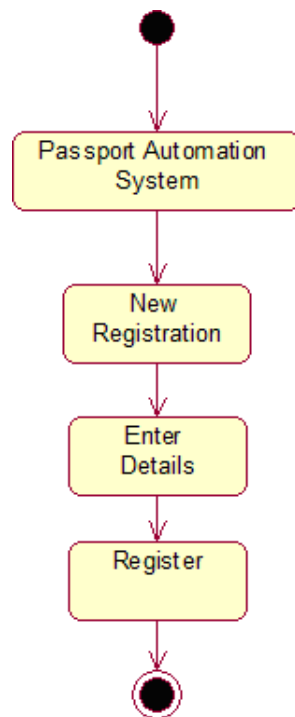 Passport Automation
System
New
Registration
Enter
Details
Register